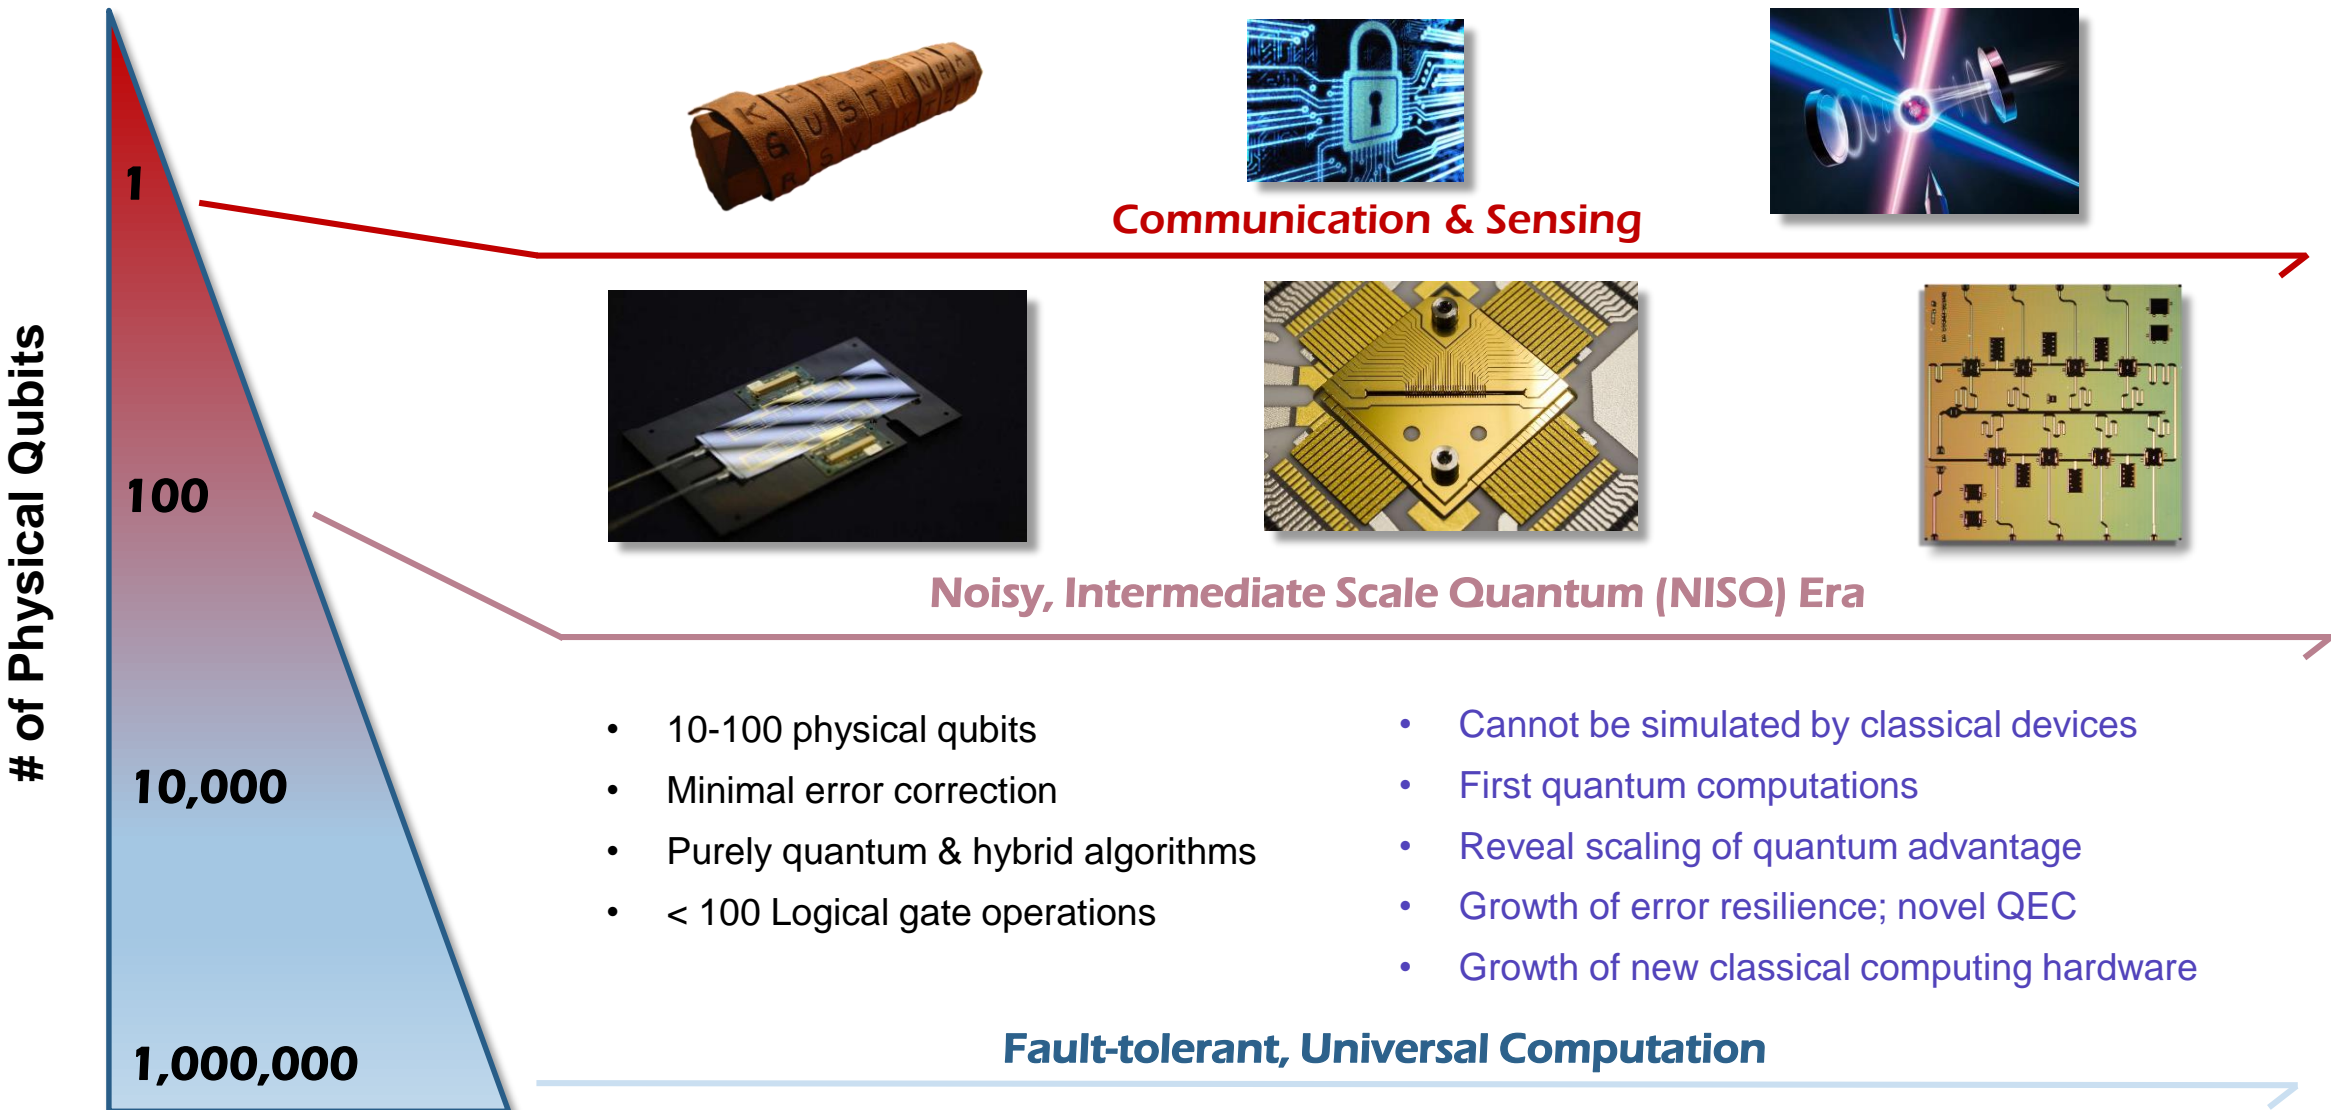 # of Physical Qubits
1
100
10,000
1,000,000
Communication & Sensing
Noisy, Intermediate Scale Quantum (NISQ) Era
• 10-100 physical qubits
• Minimal error correction
• Purely quantum & hybrid algorithms
• < 100 Logical gate operations
• Cannot be simulated by classical devices
• First quantum computations
• Reveal scaling of quantum advantage
• Growth of error resilience; novel QEC
• Growth of new classical computing hardware
Fault-tolerant, Universal Computation